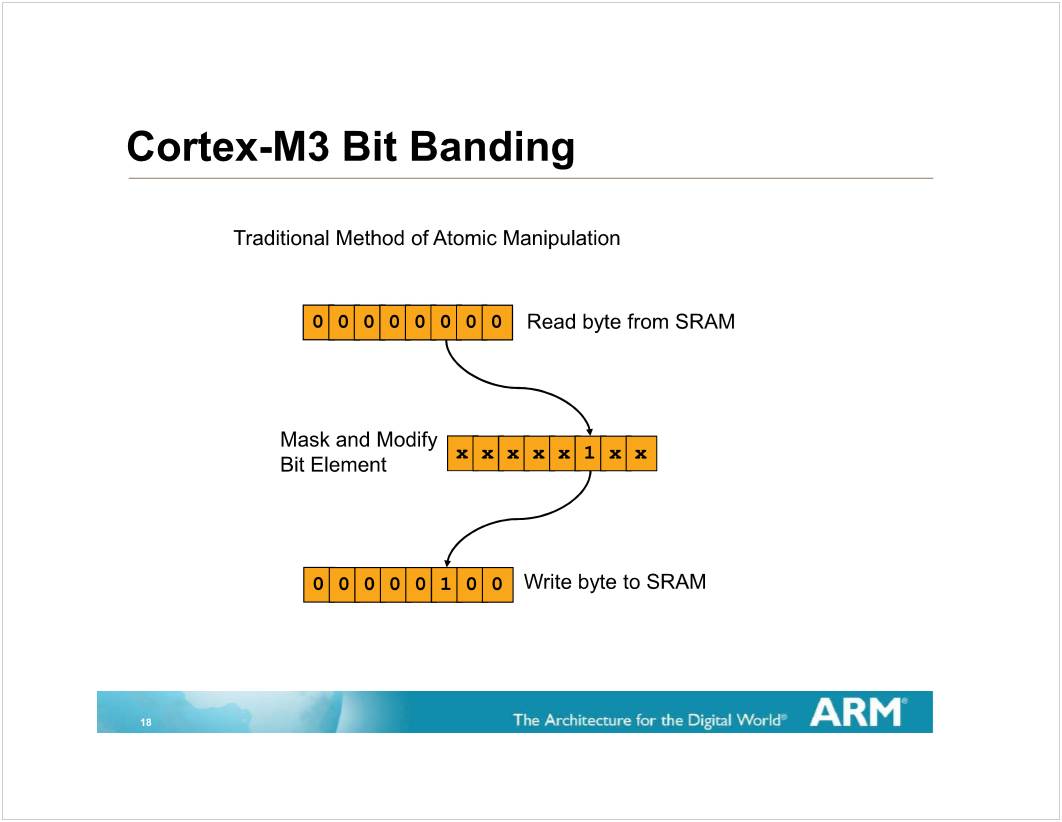 Cortex-M3 Bit Banding
Traditional Method of Atomic Manipulation
0 0 0 0 0 0 0 0 Read byte from SRAM
Mask and Modify
Bit Element
x x x x x 1 x x
0 0 0 0 0 1 0 0 Write byte to SRAM
18
The Architecture for the Digital World®
ARM®